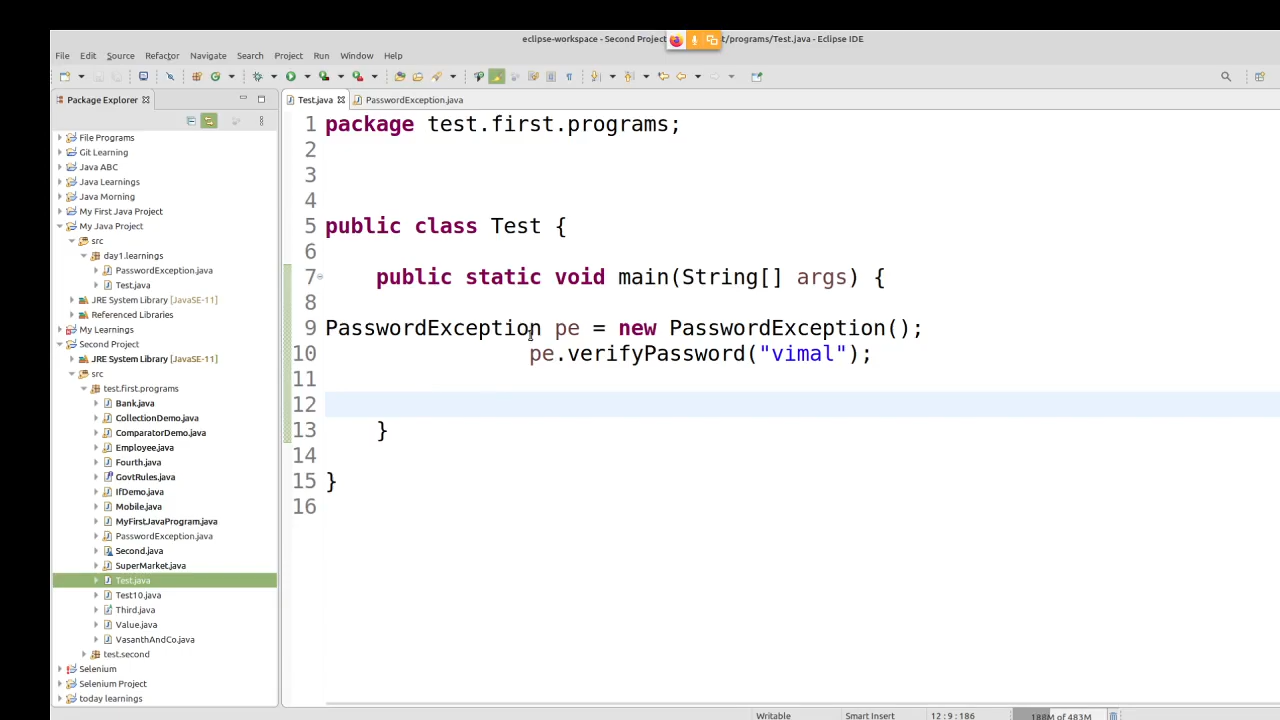 eclipse-workspace - Second Project t/programs/Test.java - Eclipse IDE
File Edit Source Refactor Navigate Search Project Run Window Help
Package Explorer
Test.java PasswordException.java
File Programs
Git Learning
Java ABC
Java Learnings
Java Morning
My First Java Project
My Java Project
src
day1.learnings
PasswordException.java
Test.java
JRE System Library [JavaSE-11]
Referenced Libraries
My Learnings
Second Project
JRE System Library [JavaSE-11]
src
test.first.programs
Bank.java
CollectionDemo.java
ComparatorDemo.java
Employee.java
Fourth.java
GovtRules.java
IfDemo.java
Mobile.java
MyFirstJavaProgram.java
PasswordException.java
Second.java
SuperMarket.java
Test.java
Test10.java
Third.java
Value.java
VasanthAndCo.java
test.second
Selenium
Selenium Project
today learnings
1 package test.first.programs;
2
3
4
5 public class Test {
6
7 public static void main(String[] args) {
8
9 PasswordException pe = new PasswordException();
10 pe.verifyPassword("vimal");
11
12
13 }
14
15 }
16
Writable Smart Insert 12 : 9 : 186 188M of 483M